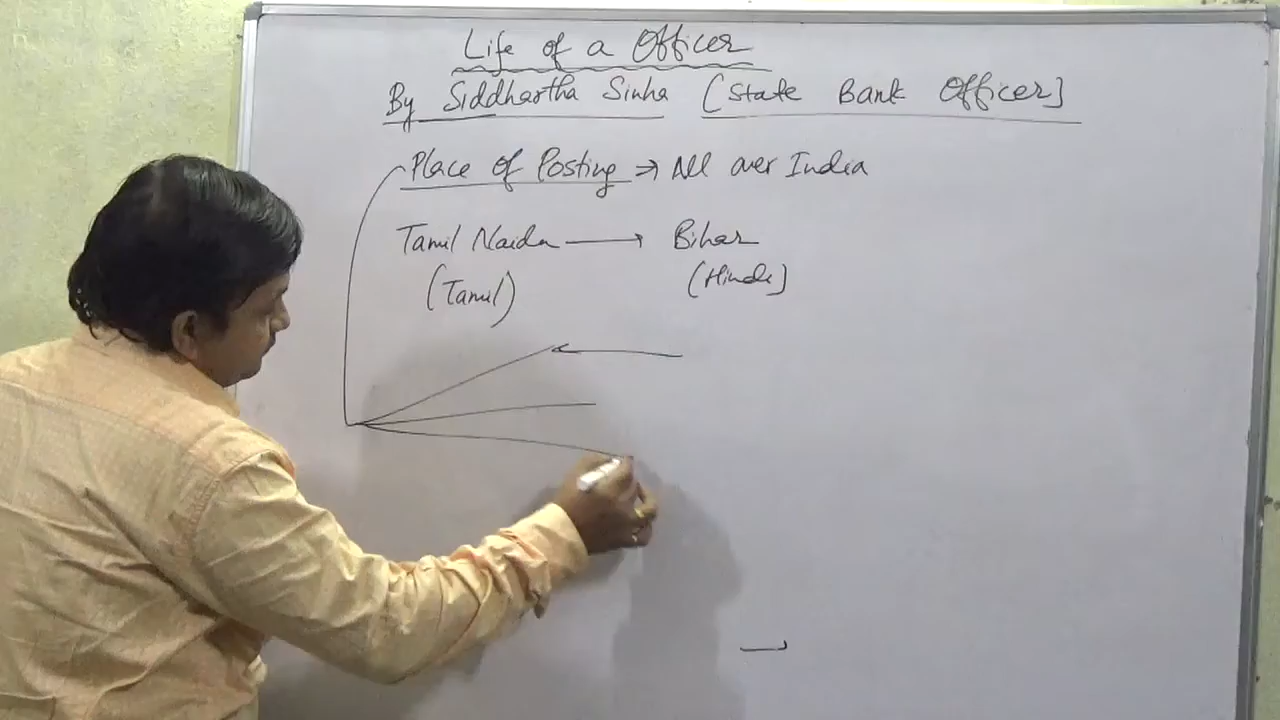 Life of a Officer
By Siddhartha Sinha [State Bank Officer]
Place of Posting → All over India
Tamil Naidu → Bihar
(Tamil) (Hindi]